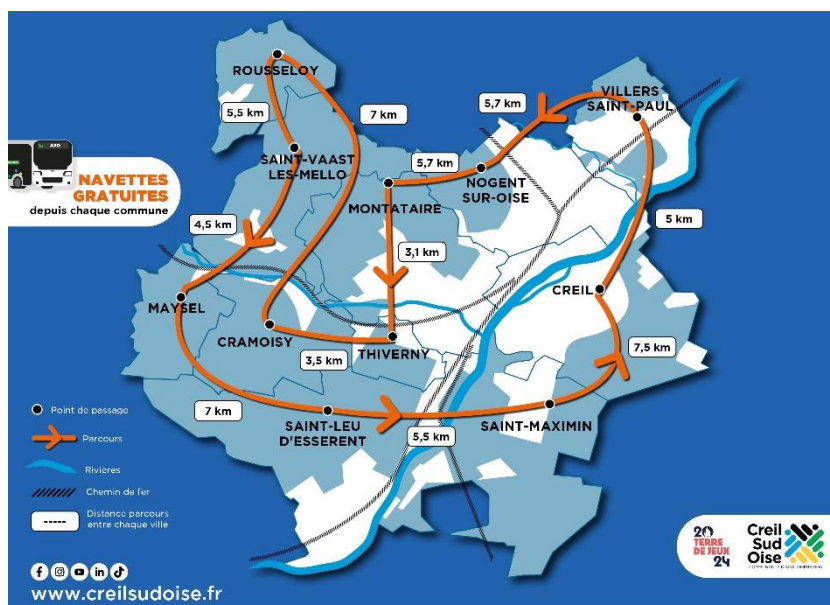 ROUSSELOY
5,5 km
7 km
SAINT-VAAST
LES-MELLO
5,7 km
VILLERS
SAINT-PAUL
5,7 km
NOGENT
SUR-OISE
MONTATAIRE
NAVETTES
GRATUITES
depuis chaque commune
4,5 km
3,1 km
5 km
MAYSEL
CREIL
CRAMOISY
THIVERNY
3,5 km
7,5 km
7 km
SAINT-LEU
D'ESSERENT
5,5 km
SAINT-MAXIMIN
Point de passage
Parcours
Rivières
Chemin de fer
Distance parcours
entre chaque ville
20
TERRE
DE JEUX
24
Creil
Sud
Oise
www.creilsudoise.fr